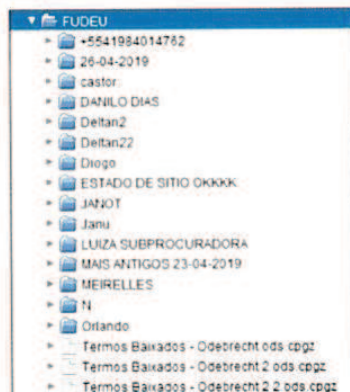 FUDEU
+5541984014762
26-04-2019
castor
DANILO DIAS
Deltan2
Deltan22
Diogo
ESTADO DE SITIO OKKKK
JANOT
Janu
LUIZA SUBPROCURADORA
MAIS ANTIGOS 23-04-2019
MEIRELLES
N
Orlando
Termos Baixados - Odebrecht.ods.cpgz
Termos Baixados - Odebrecht 2.ods.cpgz
Termos Baixados - Odebrecht 2 2.ods.cpgz